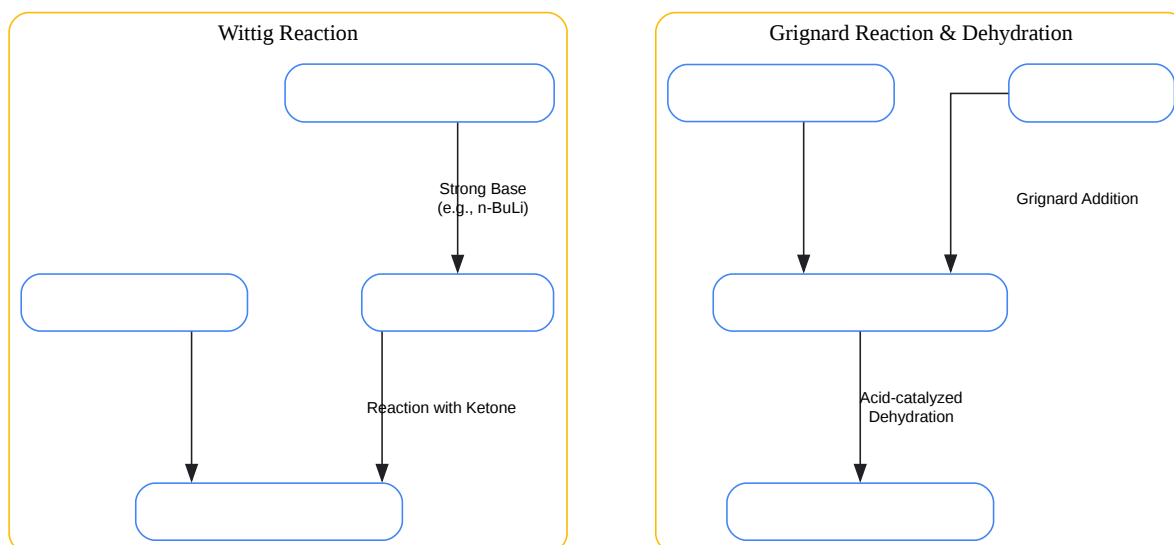 Wittig Reaction
Strong Base
(e.g., n-BuLi)
Reaction with Ketone
Grignard Reaction & Dehydration
Grignard Addition
Acid-catalyzed
Dehydration